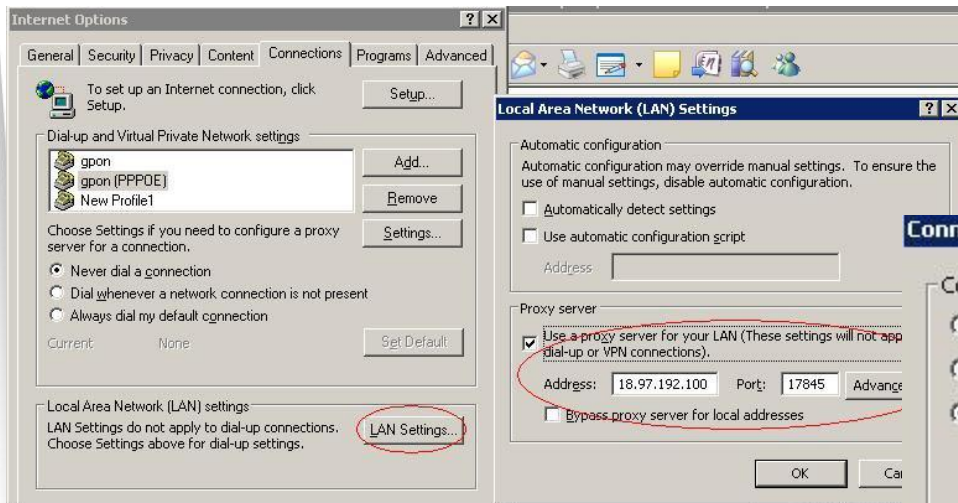 Internet Options
General Security Privacy Content Connections Programs Advanced
To set up an Internet connection, click
Setup.
Setup...
Dial-up and Virtual Private Network settings
gpon
gpon (PPPOE)
New Profile1
Add...
Remove
Choose Settings if you need to configure a proxy
server for a connection.
Settings...
Never dial a connection
Dial whenever a network connection is not present
Always dial my default connection
Current None
Set Default
Local Area Network (LAN) settings
LAN Settings do not apply to dial-up connections.
Choose Settings above for dial-up settings.
LAN Settings...
Local Area Network (LAN) Settings
Automatic configuration
Automatic configuration may override manual settings. To ensure the
use of manual settings, disable automatic configuration.
Automatically detect settings
Use automatic configuration script
Address
Proxy server
Use a proxy server for your LAN (These settings will not app
dial-up or VPN connections).
Address: 18.97.192.100 Port: 17845 Advance
Bypass proxy server for local addresses
OK
Conn